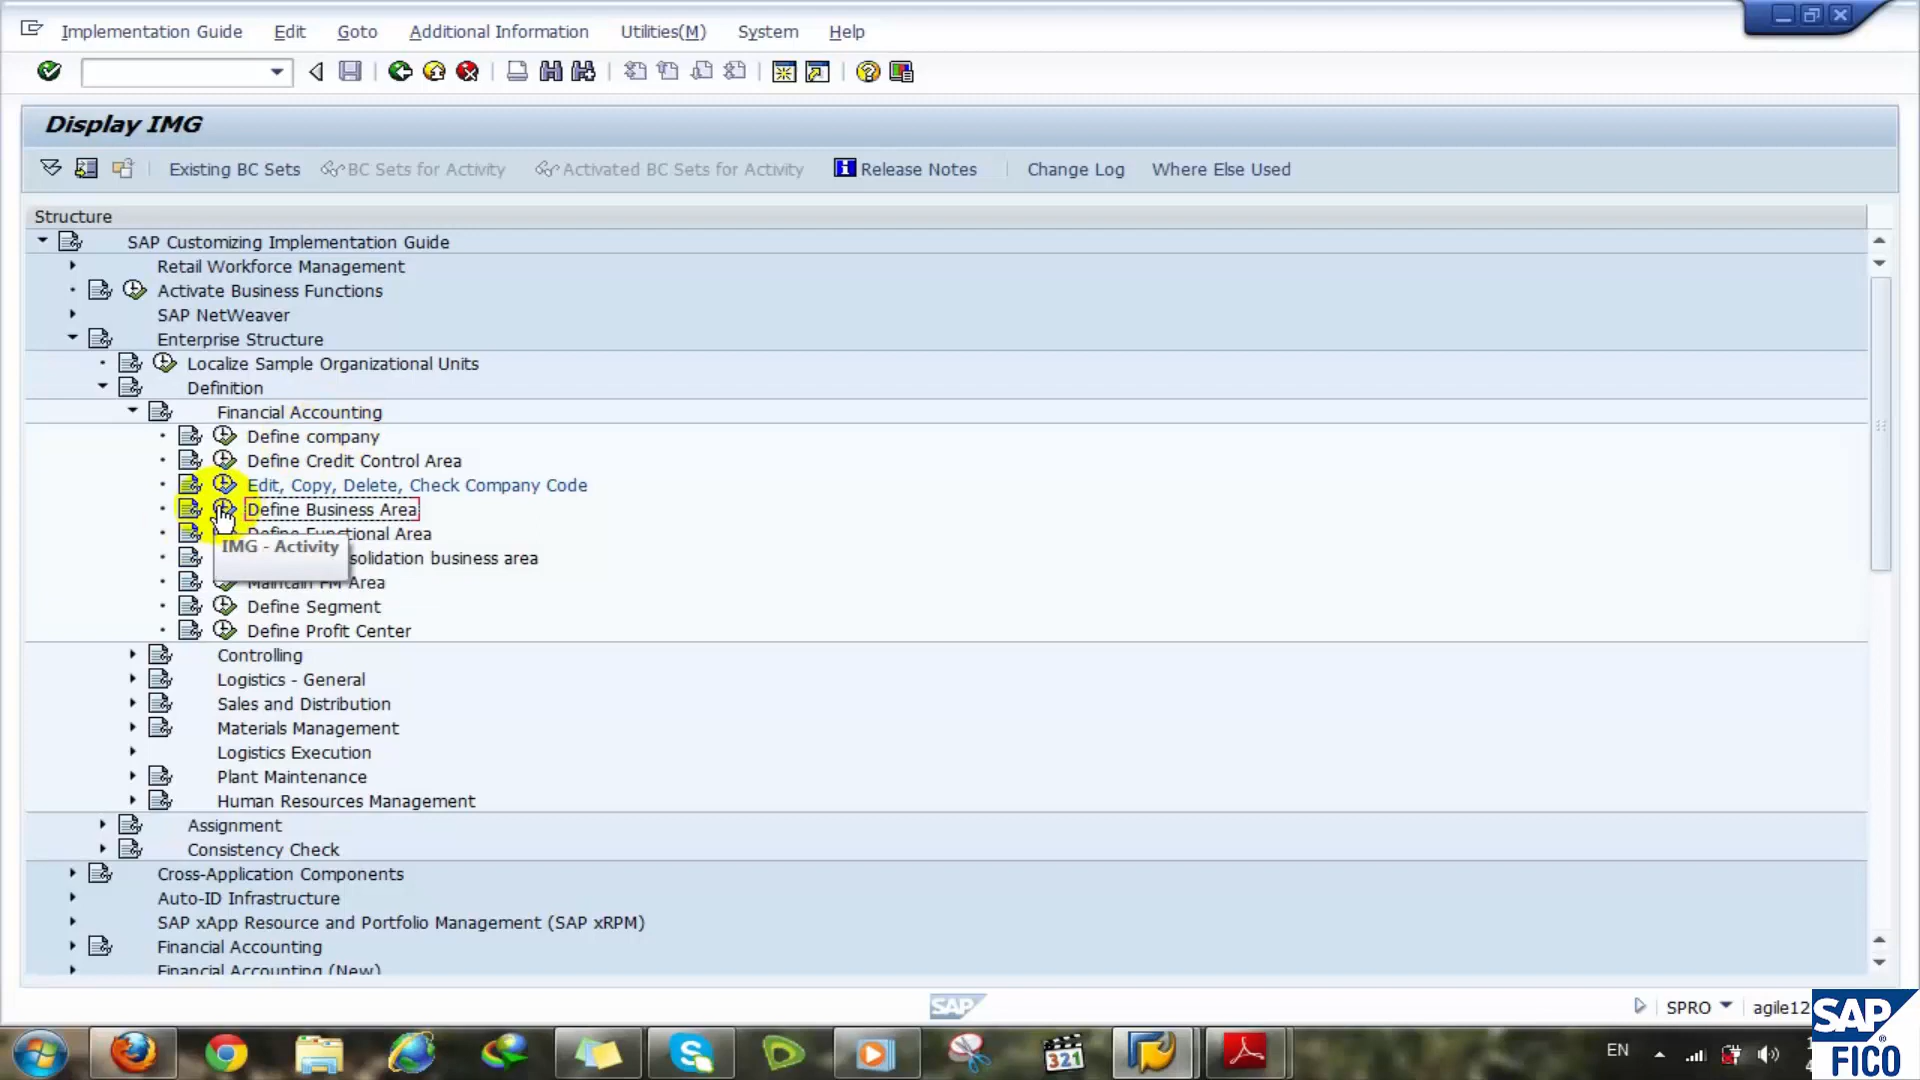 Implementation Guide Edit Goto Additional Information Utilities(M) System Help
Display IMG
Existing BC Sets BC Sets for Activity Activated BC Sets for Activity Release Notes Change Log Where Else Used
Structure
SAP Customizing Implementation Guide
Retail Workforce Management
Activate Business Functions
SAP NetWeaver
Enterprise Structure
Localize Sample Organizational Units
Definition
Financial Accounting
Define company
Define Credit Control Area
Edit, Copy, Delete, Check Company Code
Define Business Area
Define Functional Area
IMG - Activity
solidation business area
Maintain FM Area
Define Segment
Define Profit Center
Controlling
Logistics - General
Sales and Distribution
Materials Management
Logistics Execution
Plant Maintenance
Human Resources Management
Assignment
Consistency Check
Cross-Application Components
Auto-ID Infrastructure
SAP xApp Resource and Portfolio Management (SAP xRPM)
Financial Accounting
Financial Accounting (New)
SAP
SPRO agile12
SAP
FICO
321
EN